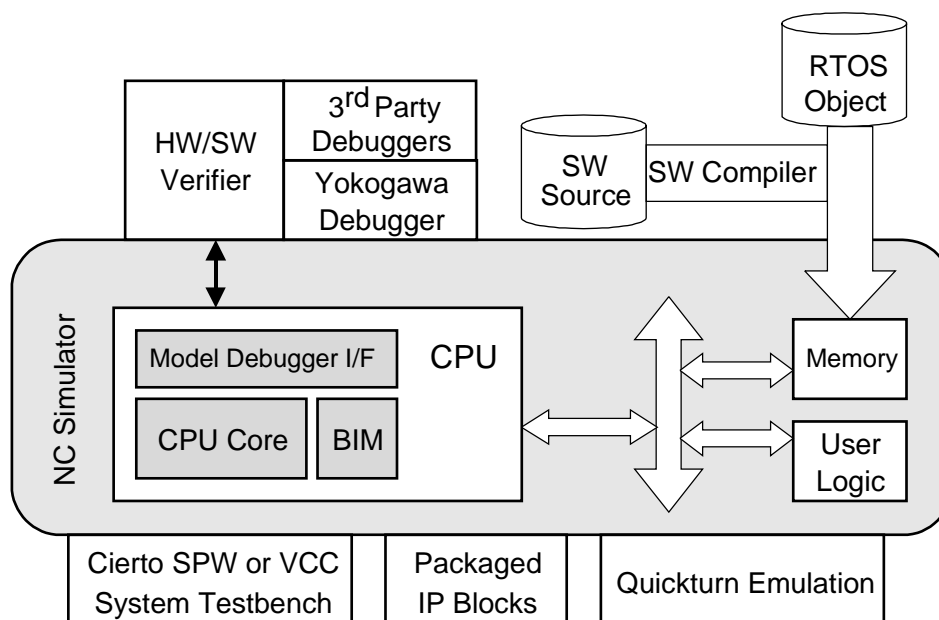 RTOS
Object
3rd Party
Debuggers
HW/SW
Verifier
Yokogawa
Debugger
SW
Source
SW Compiler
NC Simulator
Model Debugger I/F
CPU
CPU Core
BIM
Memory
User
Logic
Cierto SPW or VCC
System Testbench
Packaged
IP Blocks
Quickturn Emulation